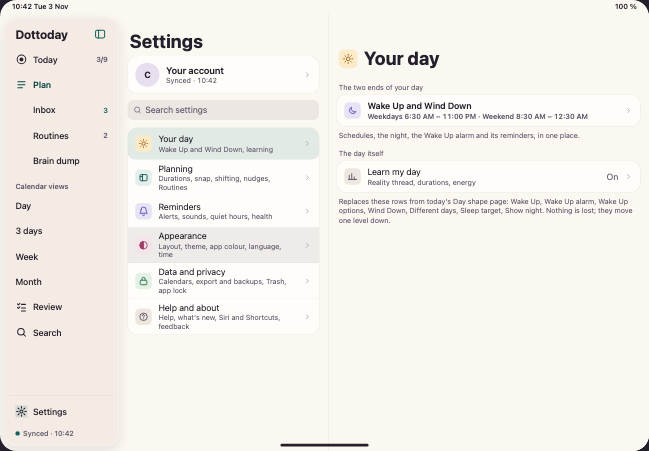 10:42 Tue 3 Nov
100 %
Dottoday
Today
3/9
Plan
Inbox
3
Routines
2
Brain dump
Calendar views
Day
3 days
Week
Month
Review
Search
Settings
Synced · 10:42
Settings
C
Your account
Synced · 10:42
Search settings
Your day
Wake Up and Wind Down, learning
Planning
Durations, snap, shifting, nudges,
Routines
Reminders
Alerts, sounds, quiet hours, health
Appearance
Layout, theme, app colour, language,
time
Data and privacy
Calendars, export and backups, Trash,
app lock
Help and about
Help, what's new, Siri and Shortcuts,
feedback
Your day
The two ends of your day
Wake Up and Wind Down
Weekdays 6:30 AM – 11:00 PM · Weekend 8:30 AM – 12:30 AM
Schedules, the night, the Wake Up alarm and its reminders, in one place.
The day itself
Learn my day
Reality thread, durations, energy
On
Replaces these rows from today's Day shape page: Wake Up, Wake Up alarm, Wake Up
options, Wind Down, Different days, Sleep target, Show night. Nothing is lost; they move
one level down.